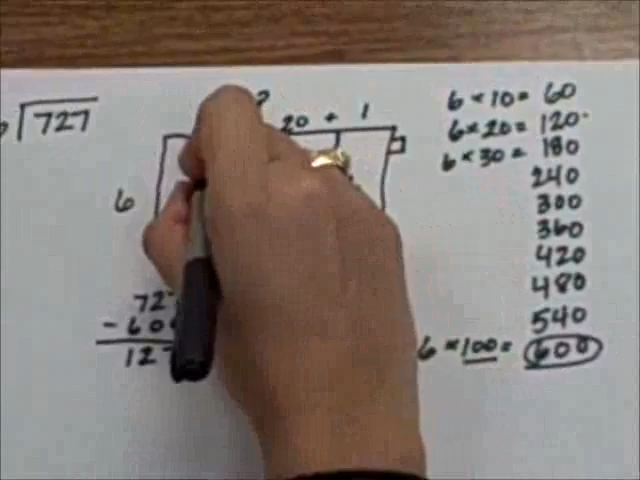 727
20 + 1
6
72
- 60
12
6 × 10 = 60
6 × 20 = 120
6 × 30 = 180
240
300
360
420
480
540
6 × 100 = 600